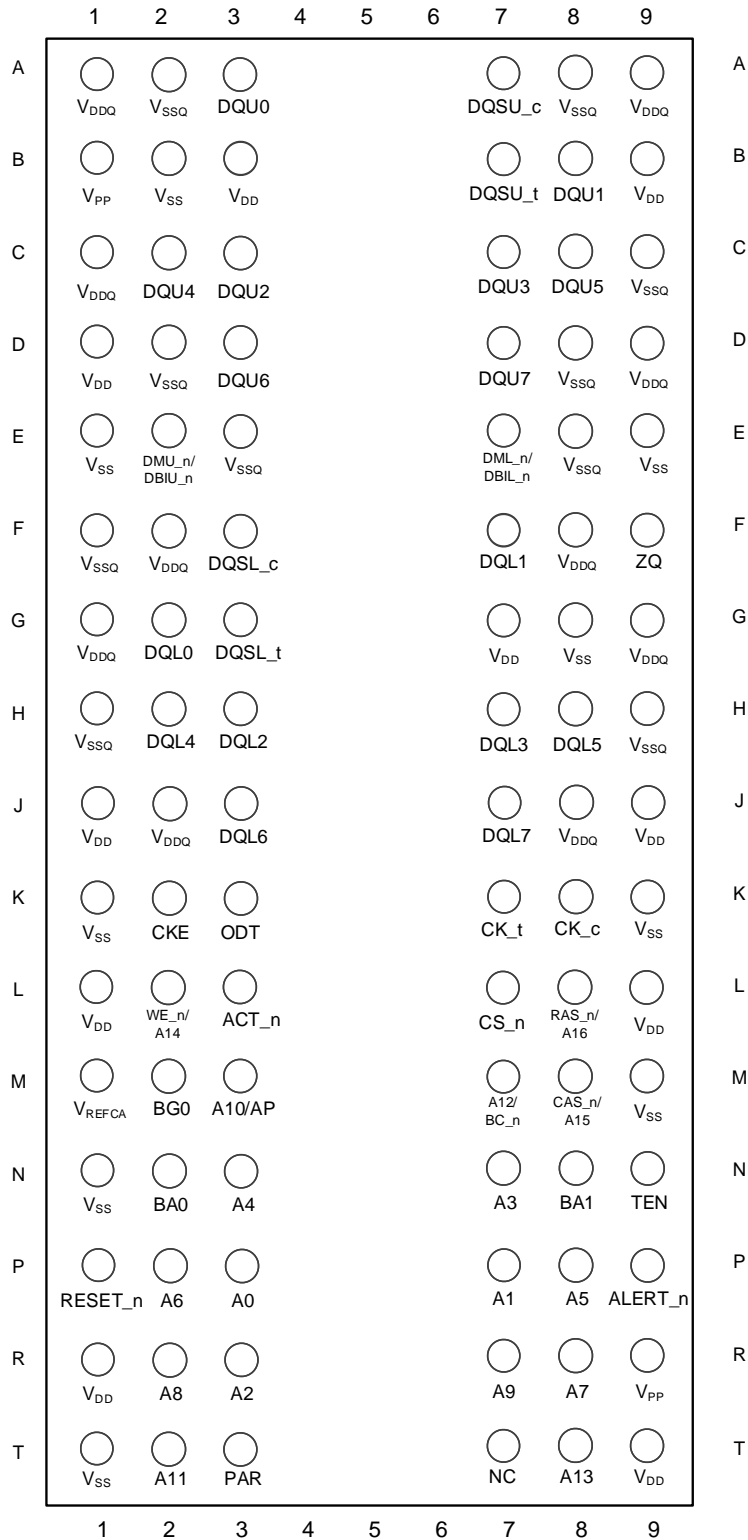 1 2 3 4 5 6 7 8 9
A A
VDDQ VSSQ DQU0 DQSU_c VSSQ VDDQ
B B
VPP VSS VDD DQSU_t DQU1 VDD
C C
VDDQ DQU4 DQU2 DQU3 DQU5 VSSQ
D D
VDD VSSQ DQU6 DQU7 VSSQ VDDQ
E E
VSS DMU_n/ VSSQ DML_n/ VSSQ VSS
DBIU_n DBIL_n
F F
VSSQ VDDQ DQSL_c DQL1 VDDQ ZQ
G G
VDDQ DQL0 DQSL_t VDD VSS VDDQ
H H
VSSQ DQL4 DQL2 DQL3 DQL5 VSSQ
J J
VDD VDDQ DQL6 DQL7 VDDQ VDD
K K
VSS CKE ODT CK_t CK_c VSS
L L
VDD WE_n/ ACT_n CS_n RAS_n/ VDD
A14 A16
M M
VREFCA BG0 A10/AP A12/ CAS_n/ VSS
BC_n A15
N N
VSS BA0 A4 A3 BA1 TEN
P P
RESET_n A6 A0 A1 A5 ALERT_n
R R
VDD A8 A2 A9 A7 VPP
T T
VSS A11 PAR NC A13 VDD
1 2 3 4 5 6 7 8 9